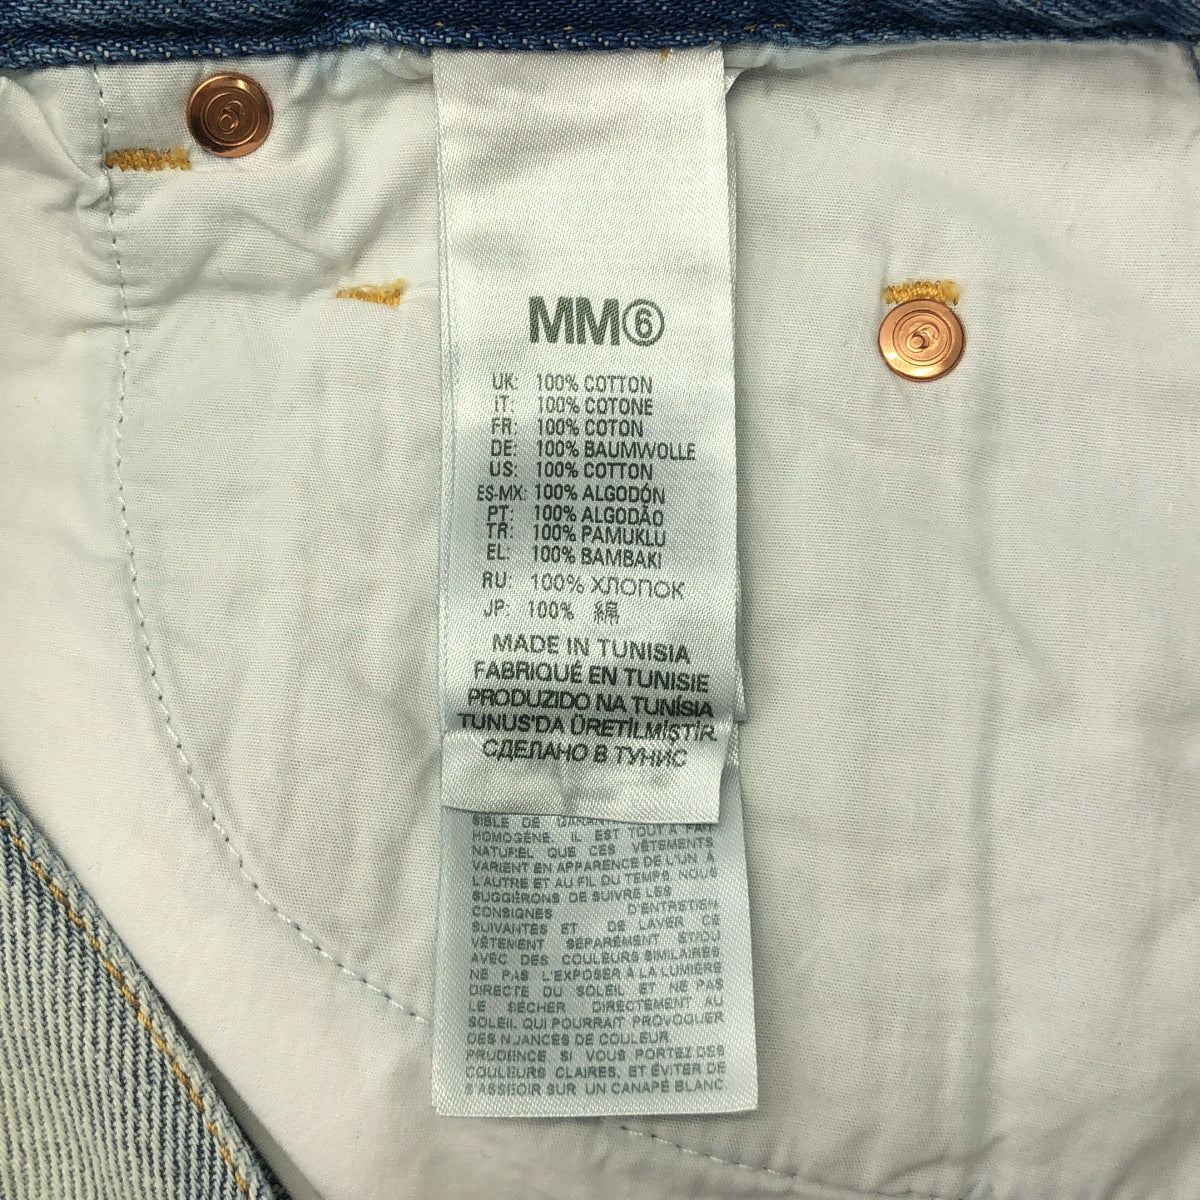 6
MM⑥
6
UK: 100% COTTON
IT: 100% COTONE
FR: 100% COTON
DE: 100% BAUMWOLLE
US: 100% COTTON
ES-MX: 100% ALGODÓN
PT: 100% ALGODÃO
TR: 100% PAMUKLU
EL: 100% BAMBAKI
RU: 100% ХЛОПОК
JP: 100% 綿
MADE IN TUNISIA
FABRIQUÉ EN TUNISIE
PRODUZIDO NA TUNÍSIA
TUNUS'DA ÜRETİLMİŞTİR
СДЕЛАНО В ТУНИС
SIBLE DE
HOMOGÈNE. IL EST TOUT A FAIT
NATUREL QUE CES VÊTEMENTS
VARIENT EN APPARENCE DE L'UN À
L'AUTRE ET AU FIL DU TEMPS. NOUS
SUGGÉRONS DE SUIVRE LES
CONSIGNES D'ENTRETIEN
SUIVANTES ET DE LAVER CE
VÊTEMENT SÉPARÉMENT ET/OU
AVEC DES COULEURS SIMILAIRES.
NE PAS L'EXPOSER À LA LUMIÈRE
DIRECTE DU SOLEIL ET NE PAS
LE SÉCHER DIRECTEMENT AU
SOLEIL QUI POURRAIT PROVOQUER
DES NUANCES DE COULEUR.
PRUDENCE SI VOUS PORTEZ DES
COULEURS CLAIRES, ET ÉVITER DE
S'ASSEOIR SUR UN CANAPÉ BLANC